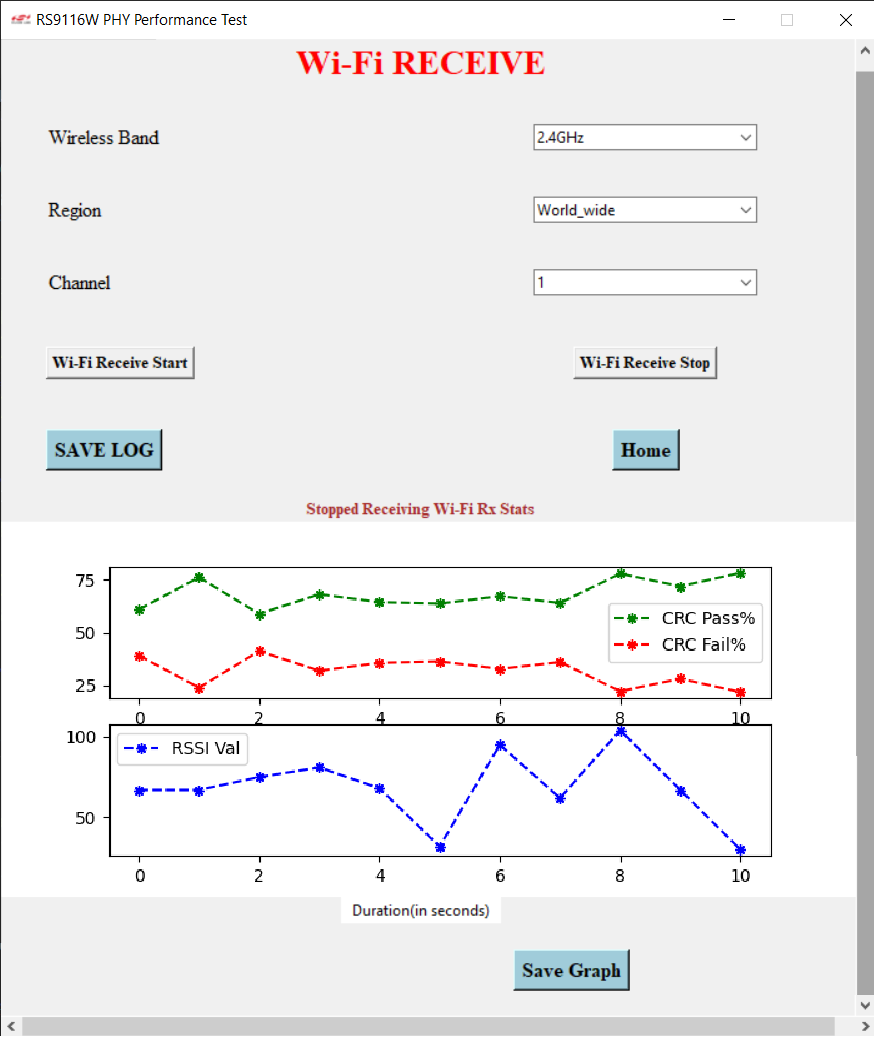 RS9116W PHY Performance Test
Wi-Fi RECEIVE
Wireless Band 2.4GHz
Region World_wide
Channel 1
Wi-Fi Receive Start Wi-Fi Receive Stop
SAVE LOG Home
Stopped Receiving Wi-Fi Rx Stats
75
50
25
CRC Pass%
CRC Fail%
0 2 4 6 8 10
100
50
RSSI Val
0 2 4 6 8 10
Duration(in seconds)
Save Graph